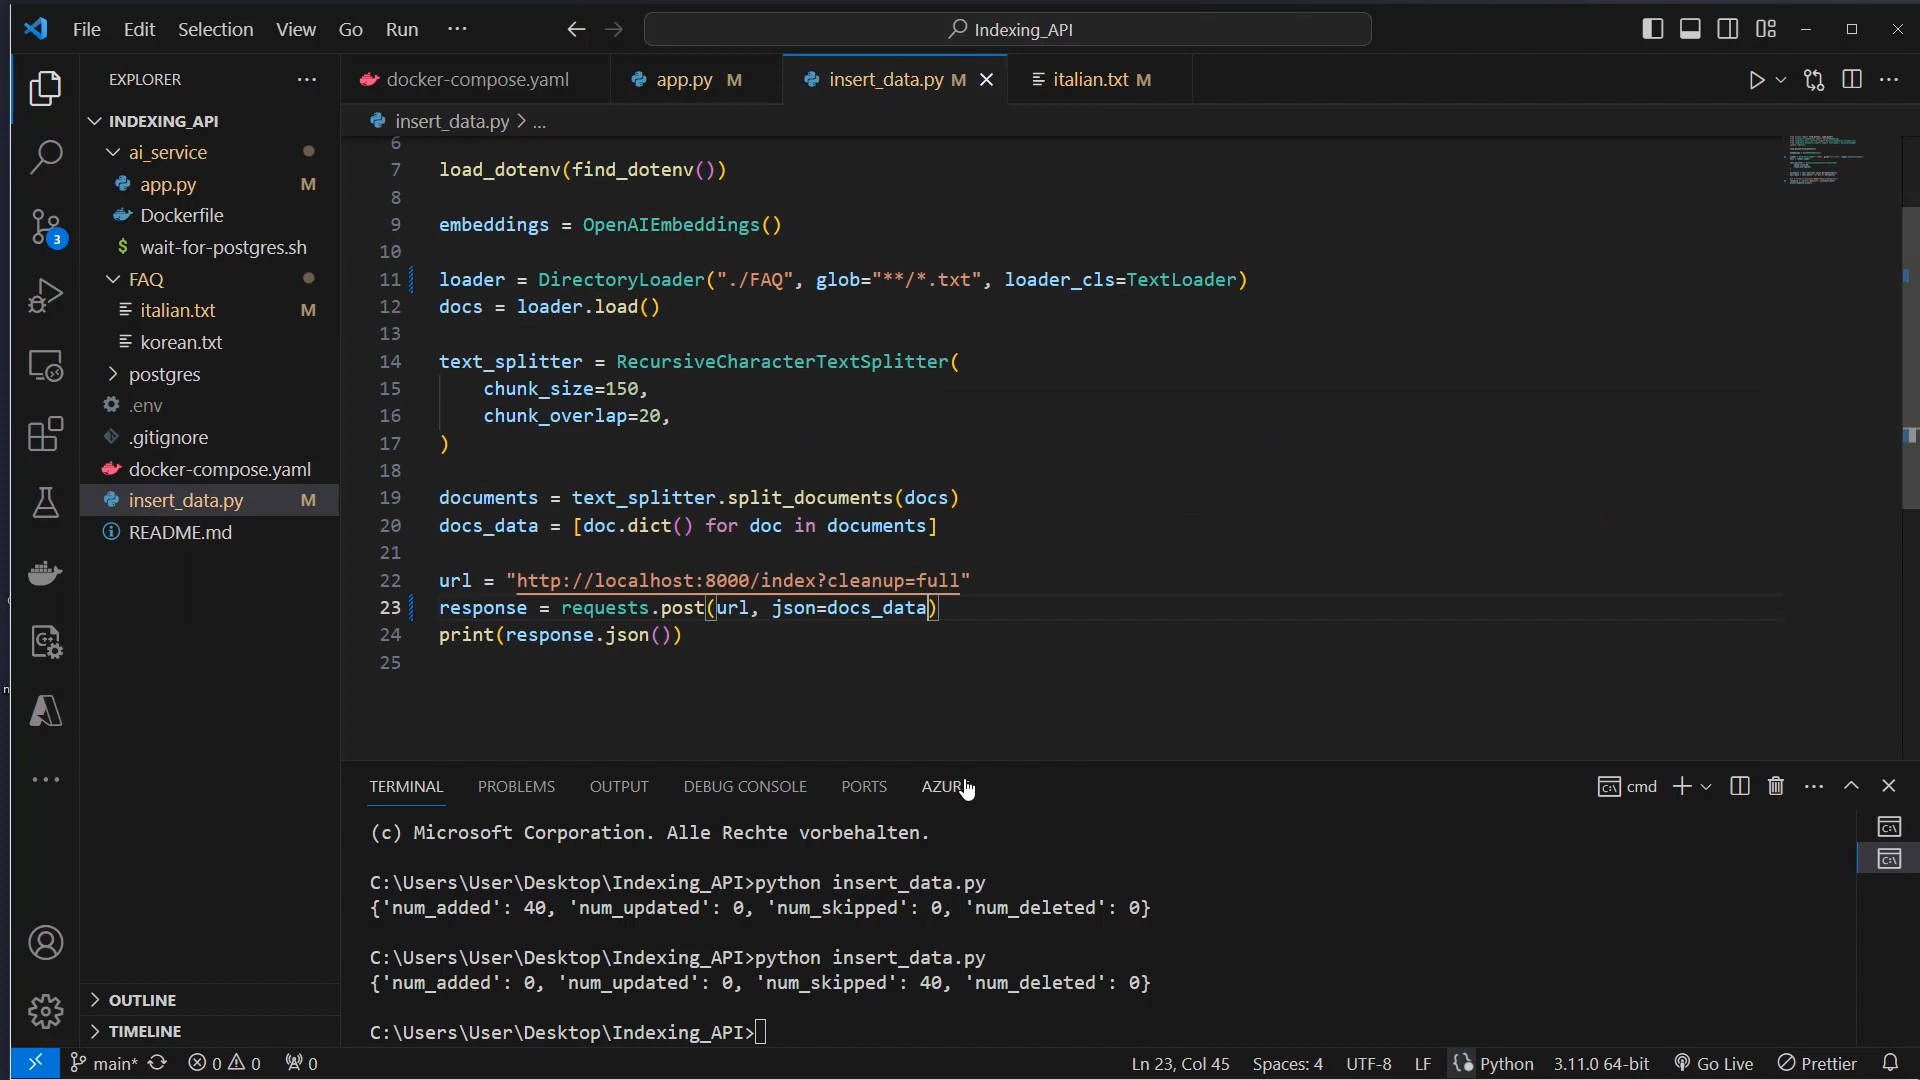 File Edit Selection View Go Run ··· Indexing_API
EXPLORER ···
INDEXING_API
ai_service
app.py M
Dockerfile
$ wait-for-postgres.sh
FAQ
italian.txt M
korean.txt
postgres
.env
.gitignore
docker-compose.yaml
insert_data.py M
README.md
OUTLINE
TIMELINE
3
docker-compose.yaml app.py M insert_data.py M italian.txt M
insert_data.py > ...
6
7 load_dotenv(find_dotenv())
8
9 embeddings = OpenAIEmbeddings()
10
11 loader = DirectoryLoader("./FAQ", glob="**/*.txt", loader_cls=TextLoader)
12 docs = loader.load()
13
14 text_splitter = RecursiveCharacterTextSplitter(
15 chunk_size=150,
16 chunk_overlap=20,
17 )
18
19 documents = text_splitter.split_documents(docs)
20 docs_data = [doc.dict() for doc in documents]
21
22 url = "http://localhost:8000/index?cleanup=full"
23 response = requests.post(url, json=docs_data)
24 print(response.json())
25
TERMINAL PROBLEMS OUTPUT DEBUG CONSOLE PORTS AZURE cmd
(c) Microsoft Corporation. Alle Rechte vorbehalten.
C:\Users\User\Desktop\Indexing_API>python insert_data.py
{'num_added': 40, 'num_updated': 0, 'num_skipped': 0, 'num_deleted': 0}
C:\Users\User\Desktop\Indexing_API>python insert_data.py
{'num_added': 0, 'num_updated': 0, 'num_skipped': 40, 'num_deleted': 0}
C:\Users\User\Desktop\Indexing_API>
main* 0 0 0 Ln 23, Col 45 Spaces: 4 UTF-8 LF Python 3.11.0 64-bit Go Live Prettier